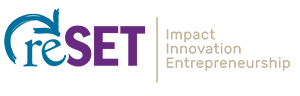 reSET
Impact
Innovation
Entrepreneurship